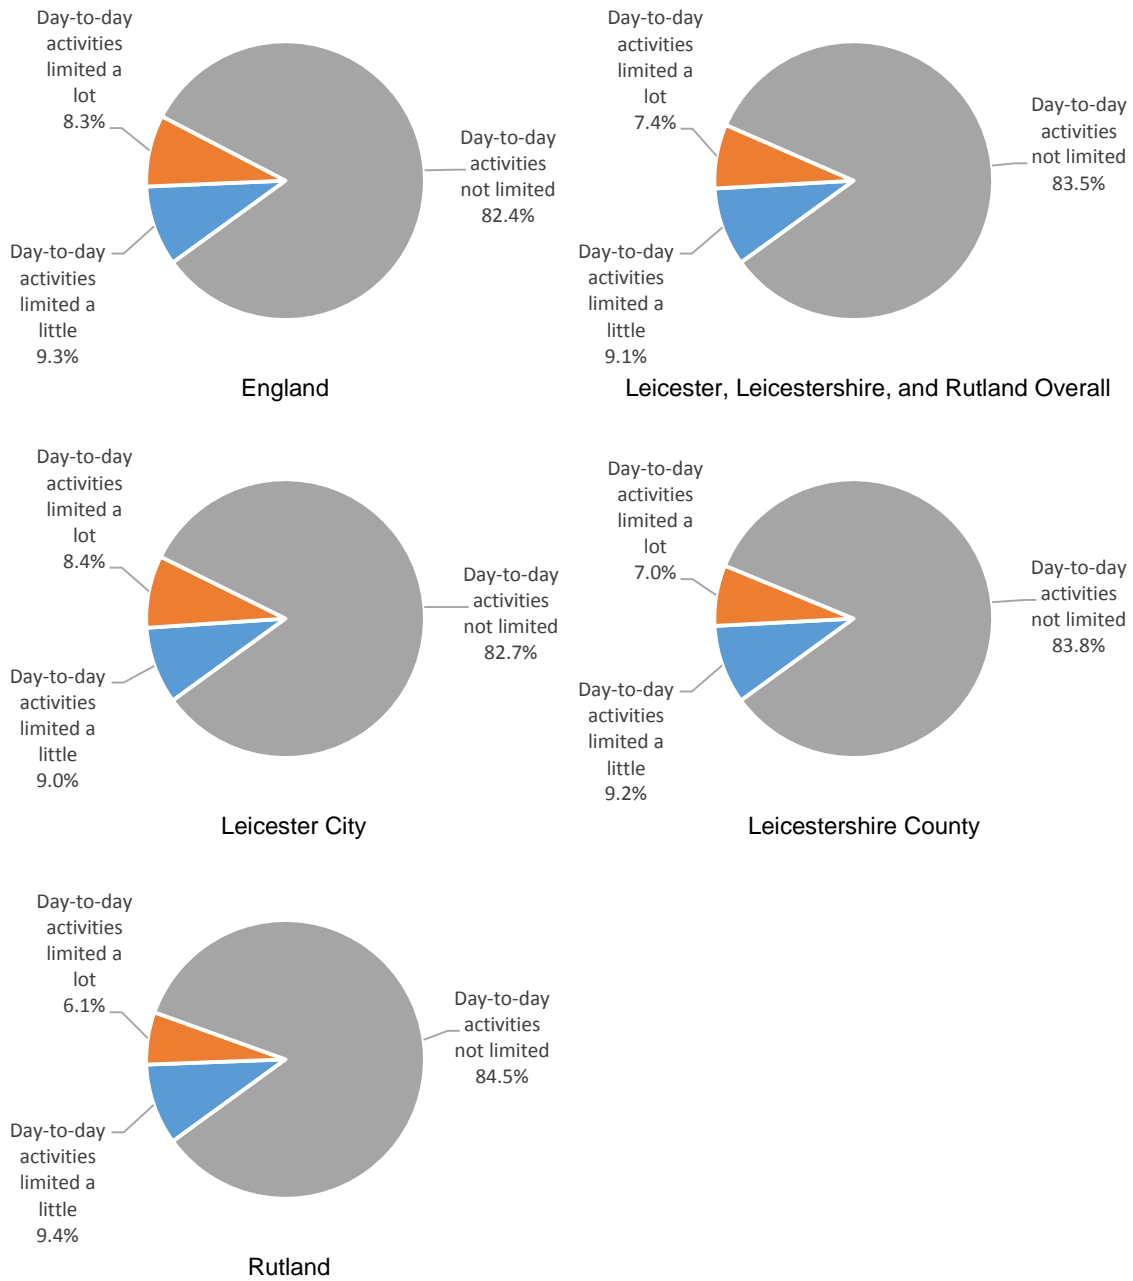 Day-to-day
activities
limited a
lot
8.3%
Day-to-day
activities
not limited
82.4%
Day-to-day
activities
limited a
little
9.3%
England
Day-to-day
activities
limited a
lot
7.4%
Day-to-day
activities
not limited
83.5%
Day-to-day
activities
limited a
little
9.1%
Leicester, Leicestershire, and Rutland Overall
Day-to-day
activities
limited a
lot
8.4%
Day-to-day
activities
not limited
82.7%
Day-to-day
activities
limited a
little
9.0%
Leicester City
Day-to-day
activities
limited a
lot
7.0%
Day-to-day
activities
not limited
83.8%
Day-to-day
activities
limited a
little
9.2%
Leicestershire County
Day-to-day
activities
limited a
lot
6.1%
Day-to-day
activities
not limited
84.5%
Day-to-day
activities
limited a
little
9.4%
Rutland